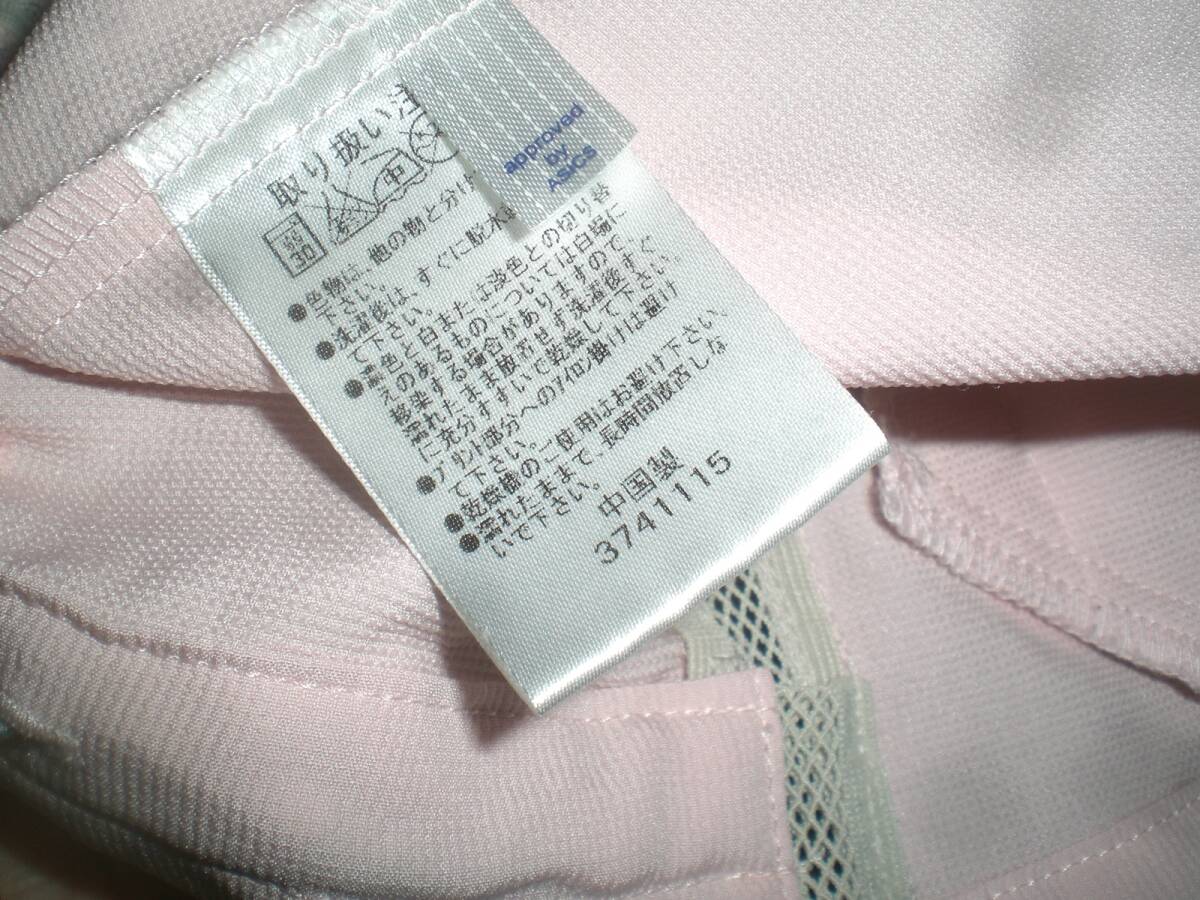 取り扱い注
approved
by
ASICS
30
中
●色物は、他の物と分け
下さい。
●洗濯後は、すぐに脱水
て下さい。
●濃色と白または淡色との切り替
えのあるものについては白場に
移染する場合がありますので、
濡れたまま放者せず洗濯後すぐ
に充分すすいで乾燥して下さい。
●プリント部分へのアイロン掛けは避け
て下さい。
●乾燥機のご使用はお避け下さい。
●濡れたままで、長時間放置しな
いで下さい。
中国製
3741115